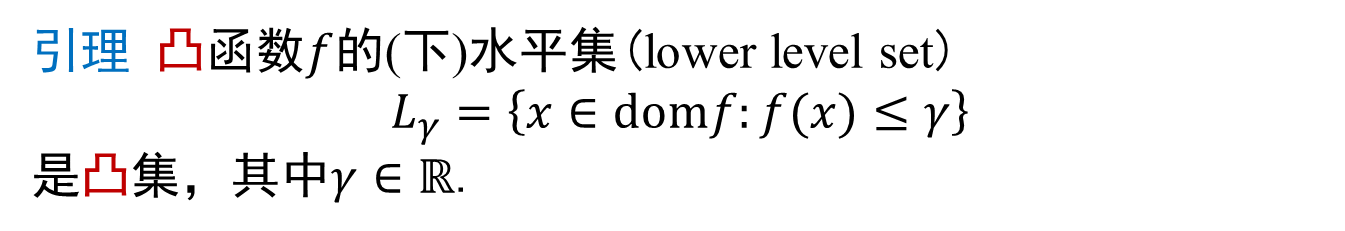 引理 凸函数𝑓的(下)水平集(lower level set)
𝐿𝛾 = {𝑥 ∈ dom𝑓: 𝑓(𝑥) ≤ 𝛾}
是凸集，其中𝛾 ∈ ℝ.